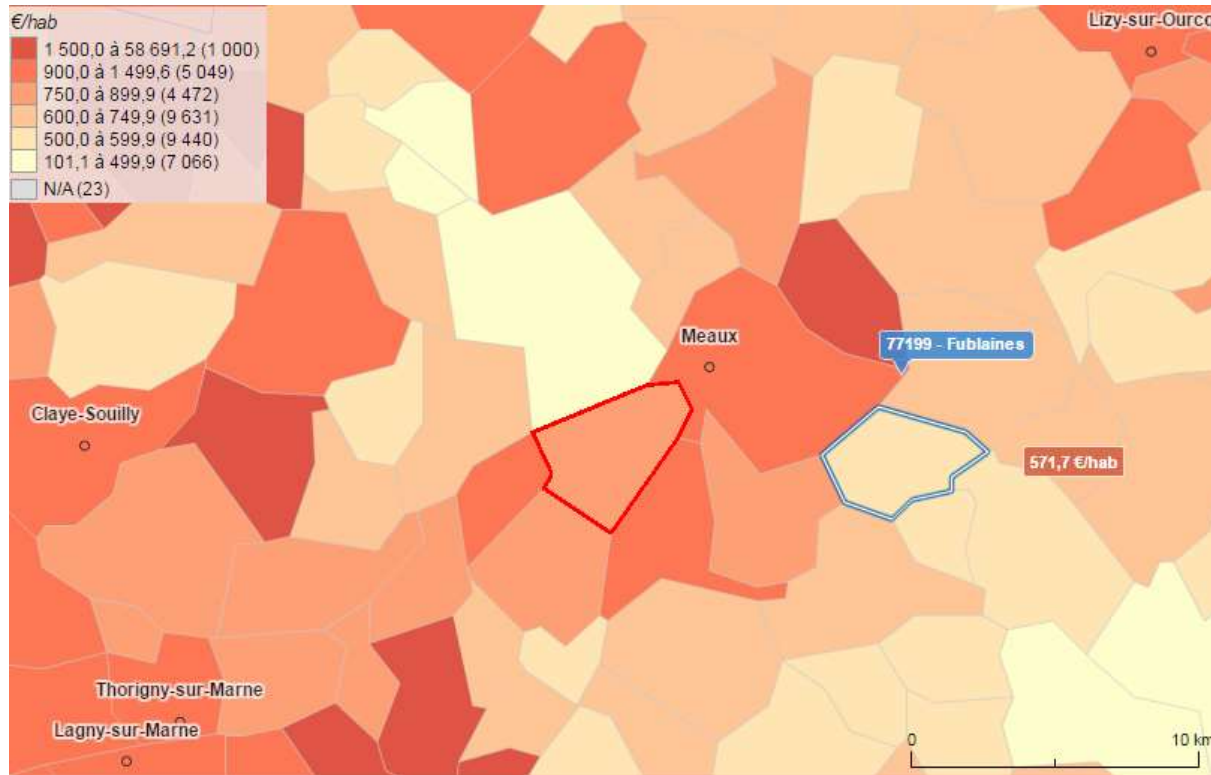 €/hab
1 500,0 à 58 691,2 (1 000)
900,0 à 1 499,6 (5 049)
750,0 à 899,9 (4 472)
600,0 à 749,9 (9 631)
500,0 à 599,9 (9 440)
101,1 à 499,9 (7 066)
N/A (23)
Lizy-sur-Ourcq
Meaux
77199 - Fublaines
Claye-Souilly
571,7 €/hab
Thorigny-sur-Marne
Lagny-sur-Marne
0 10 km